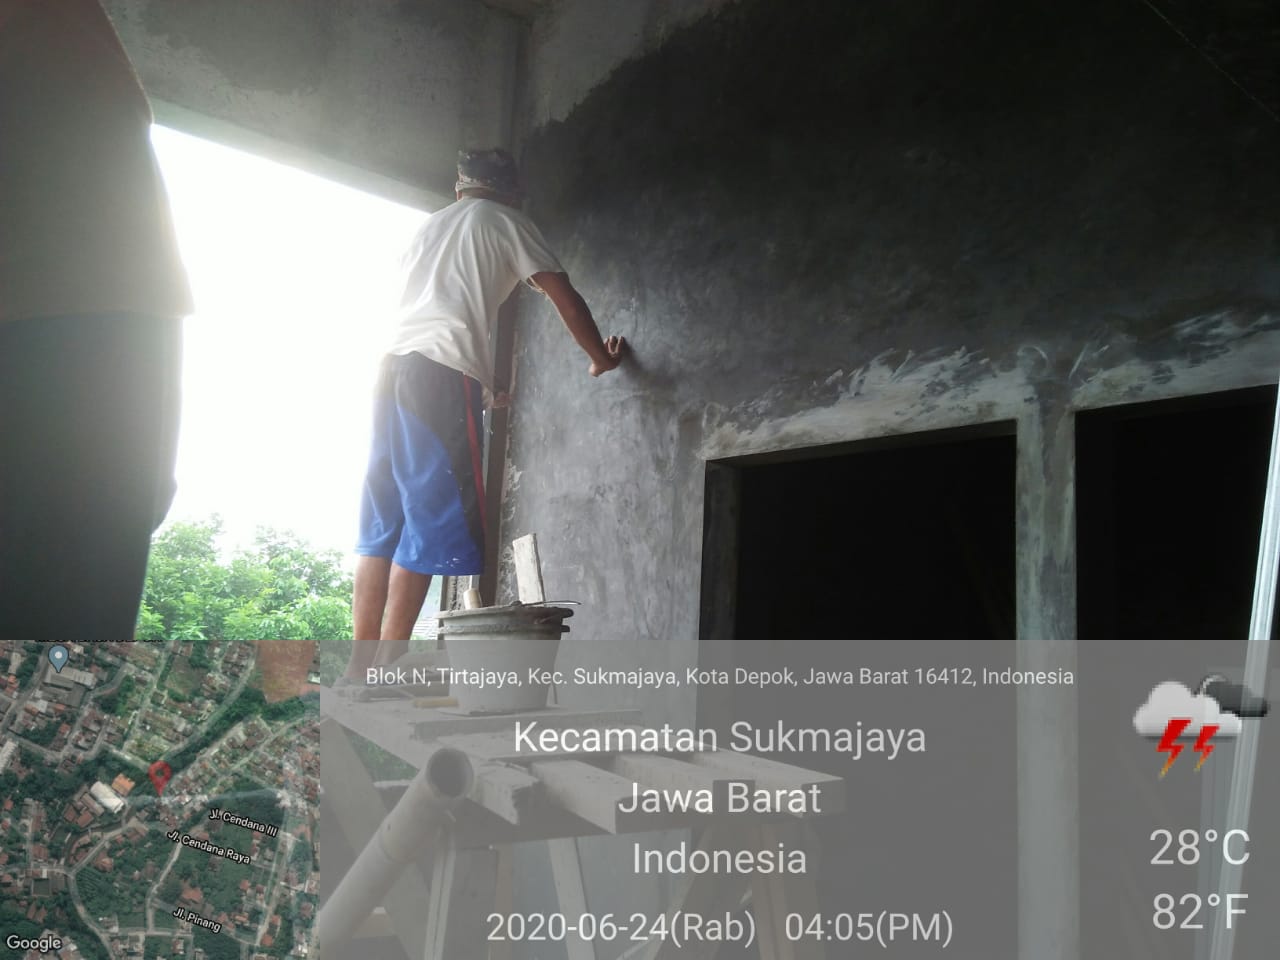 Blok N, Tirtajaya, Kec. Sukmajaya, Kota Depok, Jawa Barat 16412, Indonesia
Kecamatan Sukmajaya
Jawa Barat
Indonesia
2020-06-24(Rab) 04:05(PM)
28°C
82°F
Jl. Cendana III
Jl. Cendana Raya
Jl. Pinang
Google